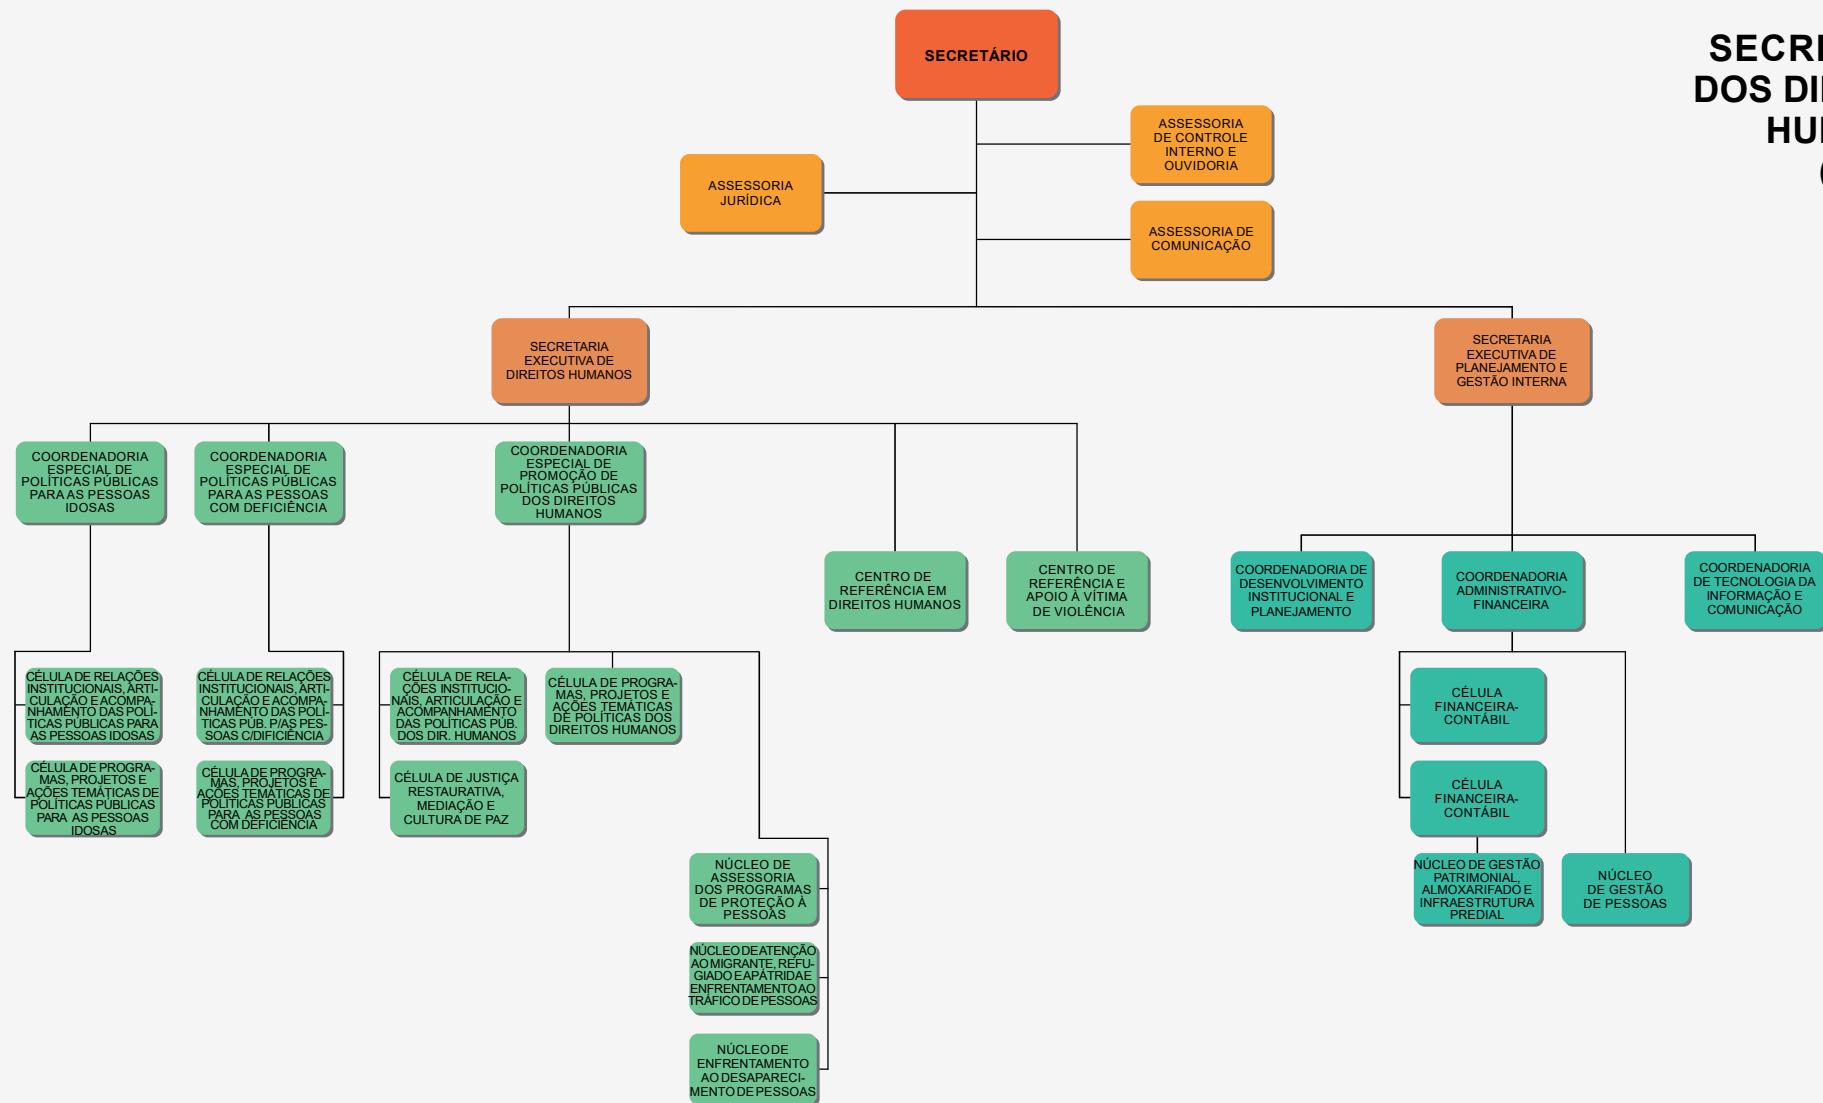 SECRETÁRIO
SECRE
DOS DI
HU
ASSESSORIA
DE CONTROLE
INTERNO E
OUVIDORIA
ASSESSORIA
JURÍDICA
ASSESSORIA DE
COMUNICAÇÃO
SECRETARIA
EXECUTIVA DE
DIREITOS HUMANOS
SECRETARIA
EXECUTIVA DE
PLANEJAMENTO E
GESTÃO INTERNA
COORDENADORIA
ESPECIAL DE
POLÍTICAS PÚBLICAS
PARA AS PESSOAS
IDOSAS
COORDENADORIA
ESPECIAL DE
POLÍTICAS PÚBLICAS
PARA AS PESSOAS
COM DEFICIÊNCIA
COORDENADORIA
ESPECIAL DE
PROMOÇÃO DE
POLÍTICAS PÚBLICAS
DOS DIREITOS
HUMANOS
CENTRO DE
REFERÊNCIA EM
DIREITOS HUMANOS
CENTRO DE
REFERÊNCIA E
APOIO À VÍTIMA
DE VIOLÊNCIA
COORDENADORIA DE
DESENVOLVIMENTO
INSTITUCIONAL E
PLANEJAMENTO
COORDENADORIA
ADMINISTRATIVO-
FINANCEIRA
COORDENADORIA
DE TECNOLOGIA DA
INFORMAÇÃO E
COMUNICAÇÃO
CÉLULA DE RELAÇÕES
INSTITUCIONAIS, ARTI-
CULAÇÃO E ACOMPA-
NHAMENTO DAS POLÍ-
TICAS PÚBLICAS PARA
AS PESSOAS IDOSAS
CÉLULA DE RELAÇÕES
INSTITUCIONAIS, ARTI-
CULAÇÃO E ACOMPA-
NHAMENTO DAS POLÍ-
TICAS PÚB. P/AS PES-
SOAS C/DIFICIÊNCIA
CÉLULA DE RELA-
ÇÕES INSTITUCIO-
NAIS, ARTICULAÇÃO E
ACOMPANHAMENTO
DAS POLÍTICAS PÚB.
DOS DIR. HUMANOS
CÉLULA DE PROGRA-
MAS, PROJETOS E
AÇÕES TEMÁTICAS
DE POLÍTICAS DOS
DIREITOS HUMANOS
CÉLULA
FINANCEIRA-
CONTÁBIL
CÉLULA DE PROGRA-
MAS, PROJETOS E
AÇÕES TEMÁTICAS DE
POLÍTICAS PÚBLICAS
PARA AS PESSOAS
IDOSAS
CÉLULA DE PROGRA-
MAS, PROJETOS E
AÇÕES TEMÁTICAS DE
POLÍTICAS PÚBLICAS
PARA AS PESSOAS
COM DEFICIÊNCIA
CÉLULA DE JUSTIÇA
RESTAURATIVA,
MEDIAÇÃO E
CULTURA DE PAZ
CÉLULA
FINANCEIRA-
CONTÁBIL
NÚCLEO DE
ASSESSORIA
DOS PROGRAMAS
DE PROTEÇÃO À
PESSOAS
NÚCLEO DE GESTÃO
PATRIMONIAL,
ALMOXARIFADO E
INFRAESTRUTURA
PREDIAL
NÚCLEO
DE GESTÃO
DE PESSOAS
NÚCLEO DE ATENÇÃO
AO MIGRANTE, REFU-
GIADO E APÁTRIDA E
ENFRENTAMENTO AO
TRÁFICO DE PESSOAS
NÚCLEO DE
ENFRENTAMENTO
AO DESAPARECI-
MENTO DE PESSOAS